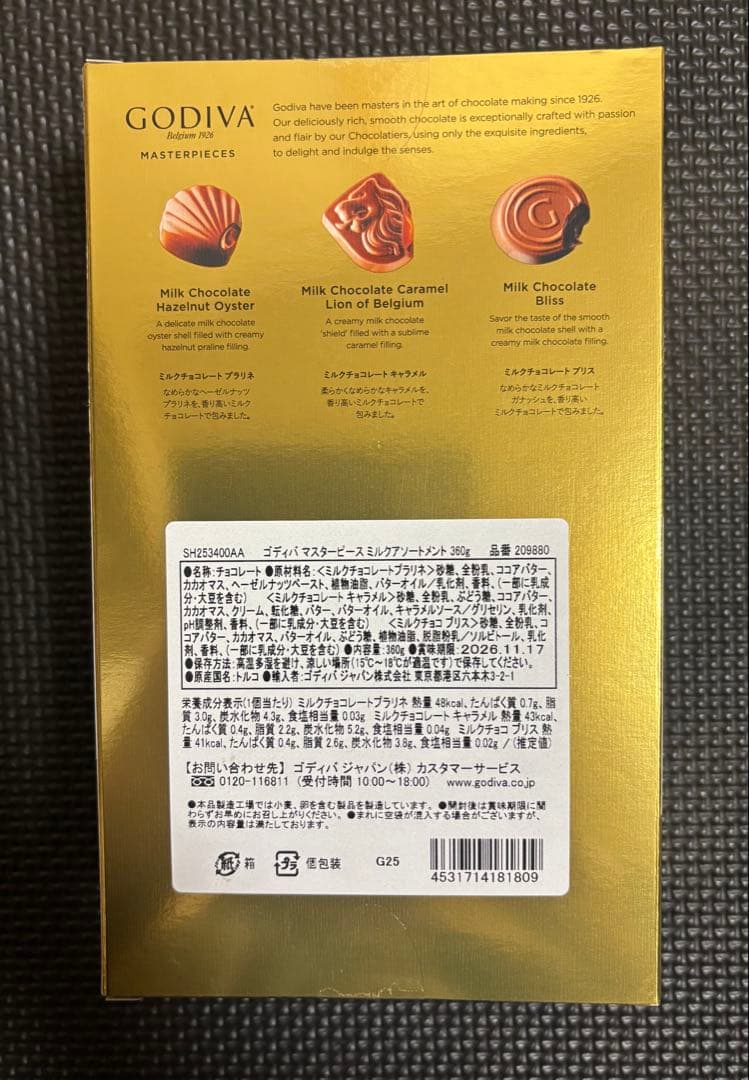 GODIVA
Belgium 1926
MASTERPIECES
Godiva have been masters in the art of chocolate making since 1926.
Our deliciously rich, smooth chocolate is exceptionally crafted with passion
and flair by our Chocolatiers, using only the exquisite ingredients,
to delight and indulge the senses.
Milk Chocolate
Hazelnut Oyster
A delicate milk chocolate
oyster shell filled with creamy
hazelnut praline filling.
ミルクチョコレート プラリネ
なめらかなヘーゼルナッツ
プラリネを、香り高いミルク
チョコレートで包みました。
Milk Chocolate Caramel
Lion of Belgium
A creamy milk chocolate
'shield' filled with a sublime
caramel filling.
ミルクチョコレート キャラメル
柔らかくなめらかなキャラメルを、
香り高いミルクチョコレートで
包みました。
G
Milk Chocolate
Bliss
Savor the taste of the smooth
milk chocolate shell with a
creamy milk chocolate filling.
ミルクチョコレート ブリス
なめらかなミルクチョコレート
ガナッシュを、香り高い
ミルクチョコレートで包みました。
SH253400AA ゴディバ マスターピース ミルクアソートメント 360g 品番 209880
●名称:チョコレート ●原材料名:<ミルクチョコレートプラリネ>砂糖、全粉乳、ココアバター、
カカオマス、ヘーゼルナッツペースト、植物油脂、バターオイル/乳化剤、香料、(一部に乳成
分・大豆を含む) <ミルクチョコレート キャラメル>砂糖、全粉乳、ぶどう糖、ココアバター、
カカオマス、クリーム、転化糖、バター、バターオイル、キャラメルソース/グリセリン、乳化剤、
pH調整剤、香料、(一部に乳成分・大豆を含む) <ミルクチョコ ブリス>砂糖、全粉乳、コ
コアバター、カカオマス、バターオイル、ぶどう糖、植物油脂、脱脂粉乳/ソルビトール、乳化
剤、香料、(一部に乳成分・大豆を含む) ●内容量:360g ●賞味期限:2026.11.17
●保存方法:高温多湿を避け、涼しい場所(15℃~18℃が適温です)で保存してください。
●原産国名:トルコ ●輸入者:ゴディバ ジャパン株式会社 東京都港区六本木3-2-1
栄養成分表示(1個当たり) ミルクチョコレートプラリネ 熱量 48kcal、たんぱく質 0.7g、脂
質 3.0g、炭水化物 4.3g、食塩相当量 0.03g ミルクチョコレート キャラメル 熱量 43kcal、
たんぱく質 0.4g、脂質 2.2g、炭水化物 5.2g、食塩相当量 0.04g ミルクチョコ ブリス 熱
量 41kcal、たんぱく質 0.4g、脂質 2.6g、炭水化物 3.8g、食塩相当量 0.02g /(推定値)
【お問い合わせ先】 ゴディバ ジャパン(株) カスタマーサービス
0120-116811 (受付時間 10:00~18:00) www.godiva.co.jp
●本品製造工場では小麦、卵を含む製品を製造しています。 ●開封後は賞味期限に関
わらずお早めにお召し上がりください。 ●まれに空袋が混入する場合がございますが、
表示の内容量は満たしております。
紙 箱 プラ 個包装 G25
4531714181809